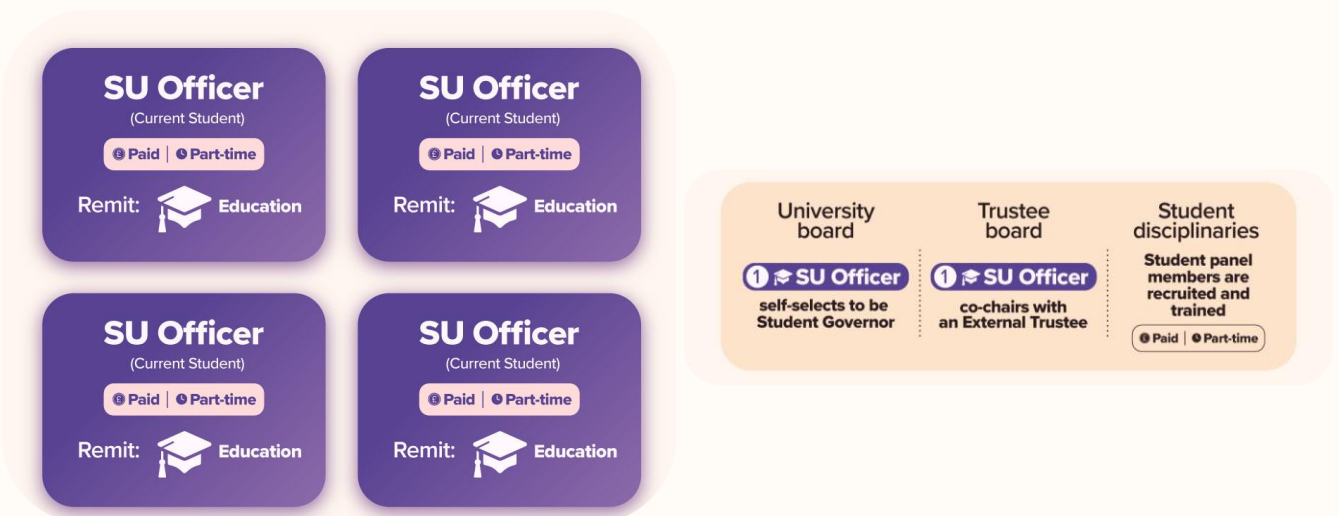 SU Officer
(Current Student)
£ Paid | Part-time
Remit: Education
SU Officer
(Current Student)
£ Paid | Part-time
Remit: Education
SU Officer
(Current Student)
£ Paid | Part-time
Remit: Education
SU Officer
(Current Student)
£ Paid | Part-time
Remit: Education
University
board
1 SU Officer
self-selects to be
Student Governor
Trustee
board
1 SU Officer
co-chairs with
an External Trustee
Student
disciplinaries
Student panel
members are
recruited and
trained
£ Paid | Part-time